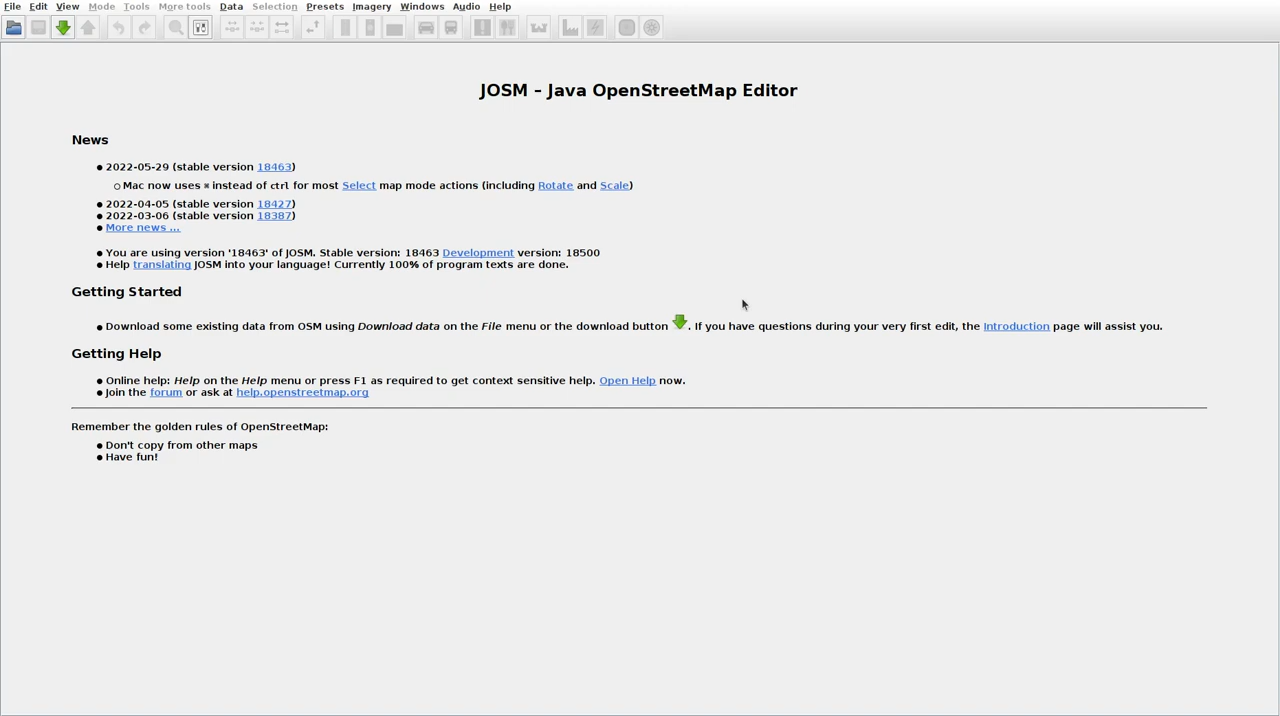 File Edit View Mode Tools More tools Data Selection Presets Imagery Windows Audio Help
JOSM – Java OpenStreetMap Editor
News
2022-05-29 (stable version 18463)
Mac now uses ⌘ instead of ctrl for most Select map mode actions (including Rotate and Scale)
2022-04-05 (stable version 18427)
2022-03-06 (stable version 18387)
More news ...
You are using version '18463' of JOSM. Stable version: 18463 Development version: 18500
Help translating JOSM into your language! Currently 100% of program texts are done.
Getting Started
Download some existing data from OSM using Download data on the File menu or the download button . If you have questions during your very first edit, the Introduction page will assist you.
Getting Help
Online help: Help on the Help menu or press F1 as required to get context sensitive help. Open Help now.
Join the forum or ask at help.openstreetmap.org
Remember the golden rules of OpenStreetMap:
Don't copy from other maps
Have fun!